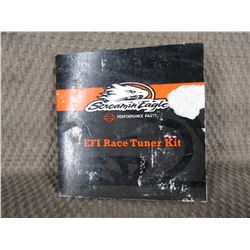 Screamin' Eagle
PERFORMANCE PARTS
EFI Race Tuner Kit